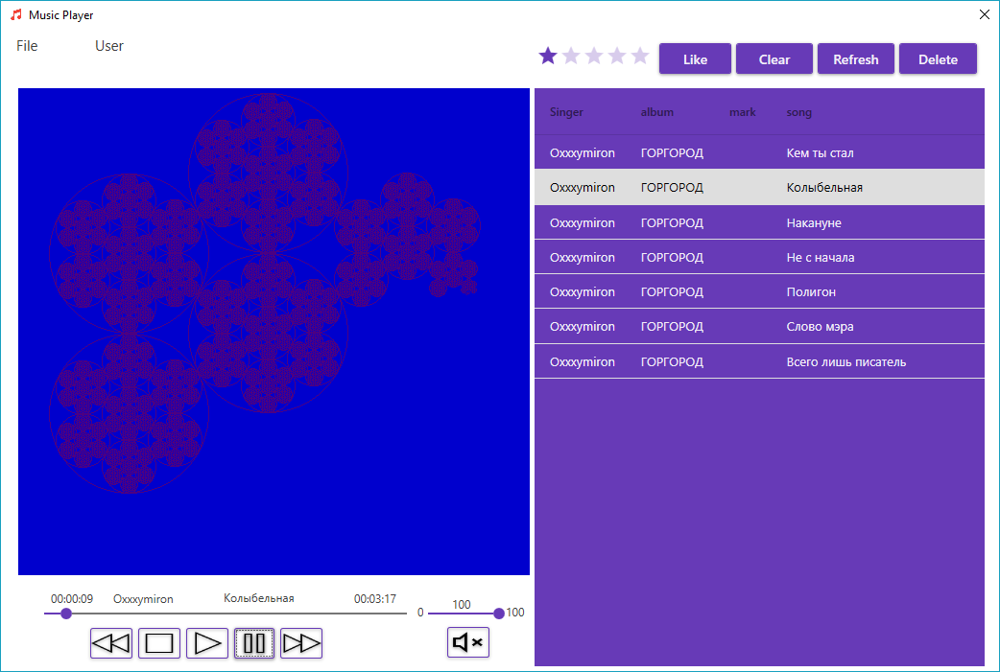 Music Player
File User
Like Clear Refresh Delete
Singer album mark song
Oxxxymiron ГОРГОРОД Кем ты стал
Oxxxymiron ГОРГОРОД Колыбельная
Oxxxymiron ГОРГОРОД Накануне
Oxxxymiron ГОРГОРОД Не с начала
Oxxxymiron ГОРГОРОД Полигон
Oxxxymiron ГОРГОРОД Слово мэра
Oxxxymiron ГОРГОРОД Всего лишь писатель
00:00:09 Oxxxymiron Колыбельная 00:03:17
100
0 100